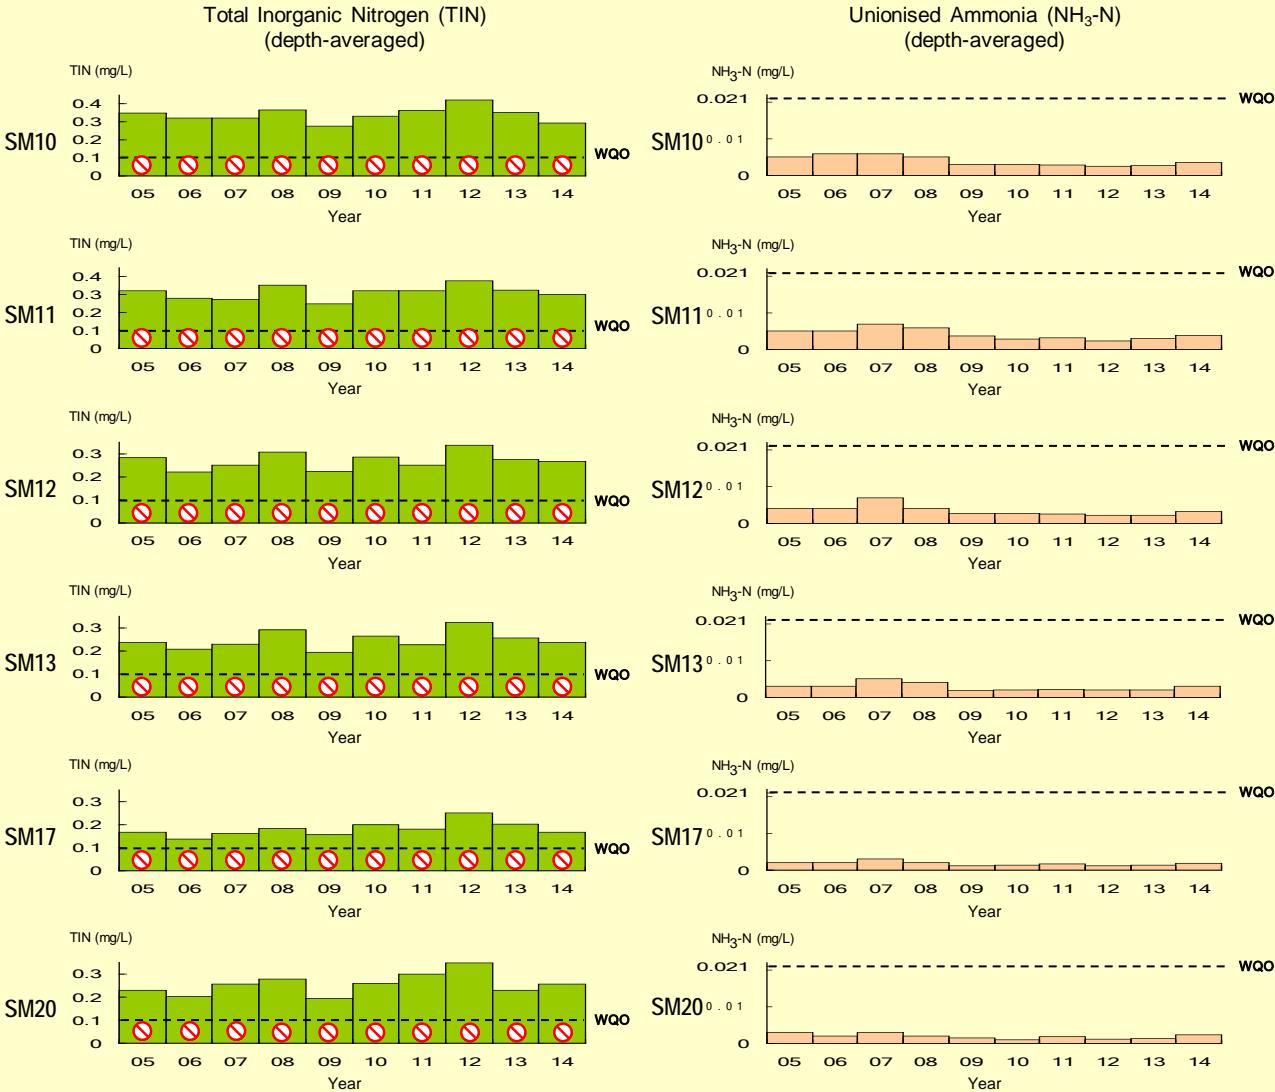 Total Inorganic Nitrogen (TIN)
(depth-averaged)
Unionised Ammonia (NH3-N)
(depth-averaged)
TIN (mg/L)
0.4
0.3
0.2
0.1
0
SM10
WQO
05 06 07 08 09 10 11 12 13 14
Year
NH3-N (mg/L)
0.021
0.01
0
SM10
WQO
05 06 07 08 09 10 11 12 13 14
Year
TIN (mg/L)
0.4
0.3
0.2
0.1
0
SM11
WQO
05 06 07 08 09 10 11 12 13 14
Year
NH3-N (mg/L)
0.021
0.01
0
SM11
WQO
05 06 07 08 09 10 11 12 13 14
Year
TIN (mg/L)
0.3
0.2
0.1
0
SM12
WQO
05 06 07 08 09 10 11 12 13 14
Year
NH3-N (mg/L)
0.021
0.01
0
SM12
WQO
05 06 07 08 09 10 11 12 13 14
Year
TIN (mg/L)
0.3
0.2
0.1
0
SM13
WQO
05 06 07 08 09 10 11 12 13 14
Year
NH3-N (mg/L)
0.021
0.01
0
SM13
WQO
05 06 07 08 09 10 11 12 13 14
Year
TIN (mg/L)
0.3
0.2
0.1
0
SM17
WQO
05 06 07 08 09 10 11 12 13 14
Year
NH3-N (mg/L)
0.021
0.01
0
SM17
WQO
05 06 07 08 09 10 11 12 13 14
Year
TIN (mg/L)
0.3
0.2
0.1
0
SM20
WQO
05 06 07 08 09 10 11 12 13 14
Year
NH3-N (mg/L)
0.021
0.01
0
SM20
WQO
05 06 07 08 09 10 11 12 13 14
Year